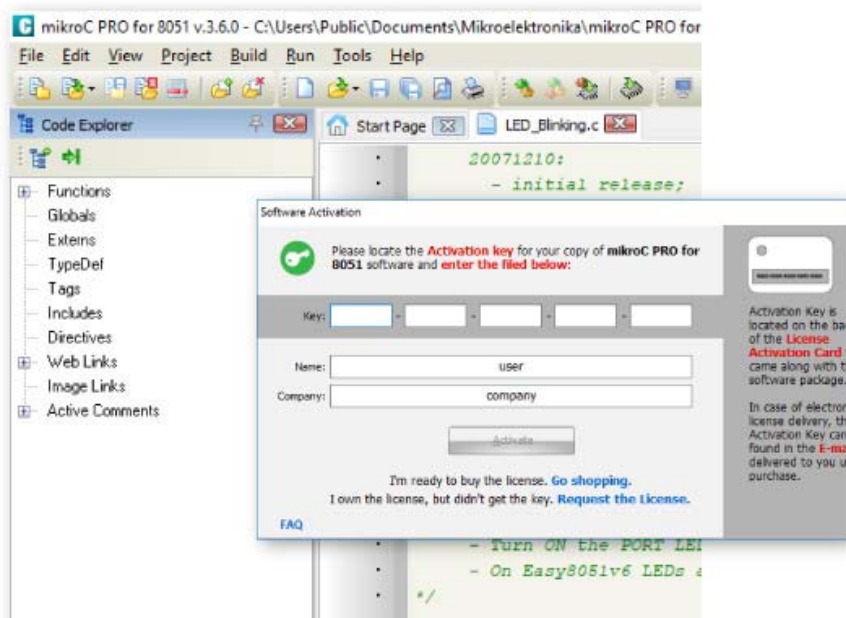 mikroC PRO for 8051 v.3.6.0 - C:\Users\Public\Documents\Mikroelektronika\mikroC PRO for
File Edit View Project Build Run Tools Help
Code Explorer
Start Page
LED_Blinking.c
Functions
Globals
Externs
TypeDef
Tags
Includes
Directives
Web Links
Image Links
Active Comments
20071210:
- initial release;
Software Activation
Please locate the Activation key for your copy of mikroC PRO for
8051 software and enter the filed below:
Key: - - - -
Name: user
Company: company
Activate
I'm ready to buy the license. Go shopping.
I own the license, but didn't get the key. Request the License.
FAQ
Activation Key is
located on the ba
of the License
Activation Card
came along with t
software package.
In case of electron
license delivery, th
Activation Key can
found in the E-ma
delivered to you u
purchase.
- Turn ON the PORT LE
- On Easy8051v6 LEDs
*/